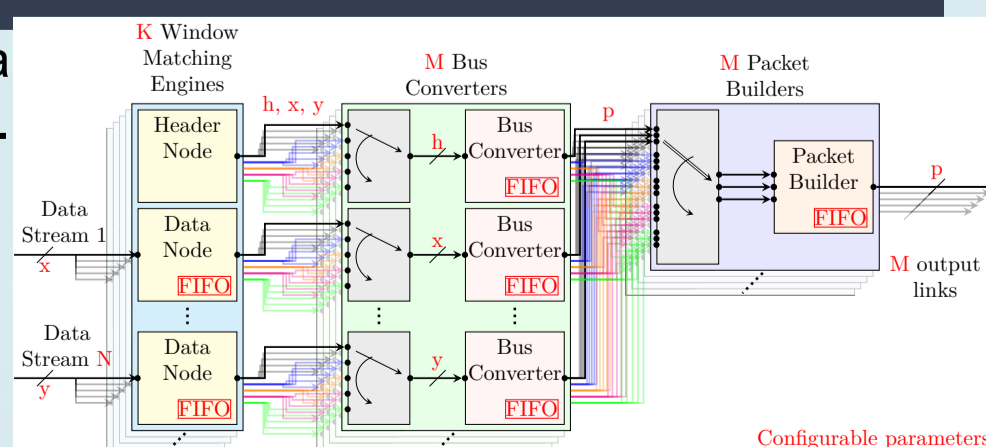 a
K Window
Matching
Engines
M Bus
Converters
M Packet
Builders
h, x, y
p
Header
Node
h
Bus
Converter
FIFO
Packet
Builder
FIFO
p
Data
Stream 1
x
Data
Node
FIFO
x
Bus
Converter
FIFO
M output
links
Data
Stream N
y
Data
Node
FIFO
y
Bus
Converter
FIFO
Configurable parameters